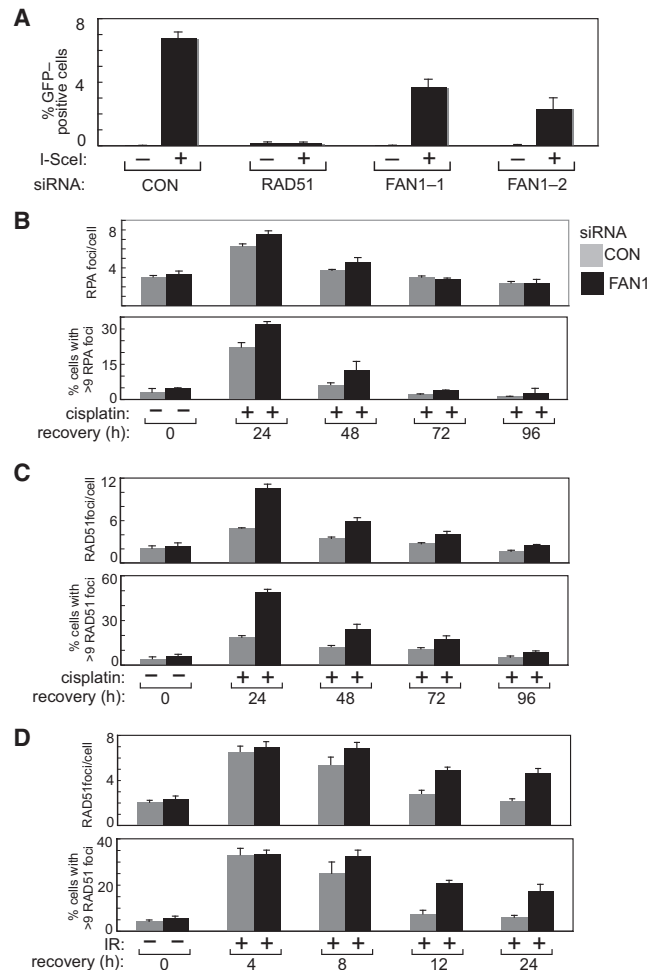 A
% GFP–
positive cells
8
4
0
I-SceI: – + – + – + – +
siRNA: CON RAD51 FAN1–1 FAN1–2
B
RPA foci/cell
8
4
siRNA
CON
FAN1
% cells with
>9 RPA foci
30
15
0
cisplatin: – – + + + + + + + +
recovery (h): 0 24 48 72 96
C
RAD51foci/cell
12
6
0
% cells with
>9 RAD51 foci
60
30
0
cisplatin: – – + + + + + + + +
recovery (h): 0 24 48 72 96
D
RAD51foci/cell
8
4
0
% cells with
>9 RAD51 foci
40
20
0
IR: – – + + + + + + + +
recovery (h): 0 4 8 12 24